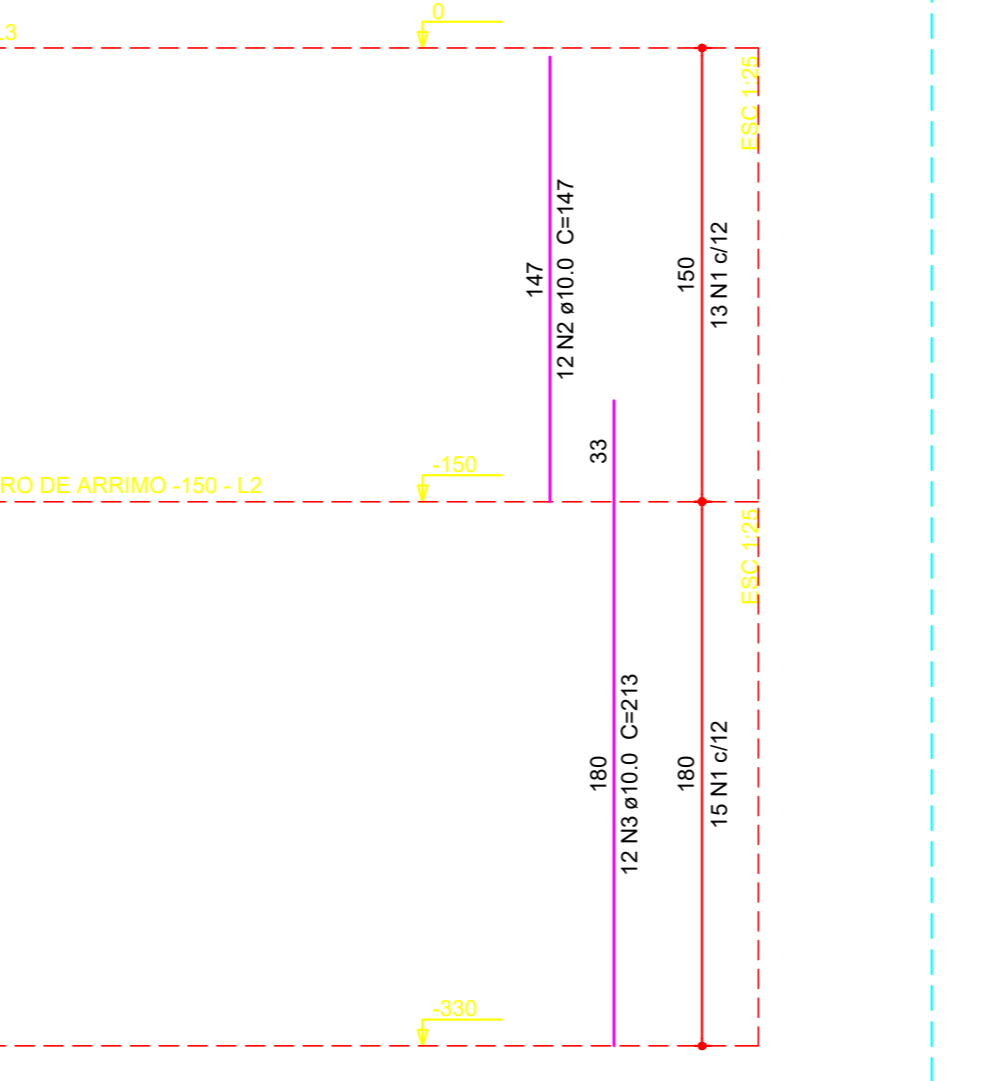 0
L3
ESC 1:25
147
12 N2 ø10.0 C=147
150
13 N1 c/12
33
-150
RO DE ARRIMO -150 - L2
ESC 1:25
180
12 N3 ø10.0 C=213
180
15 N1 c/12
-330